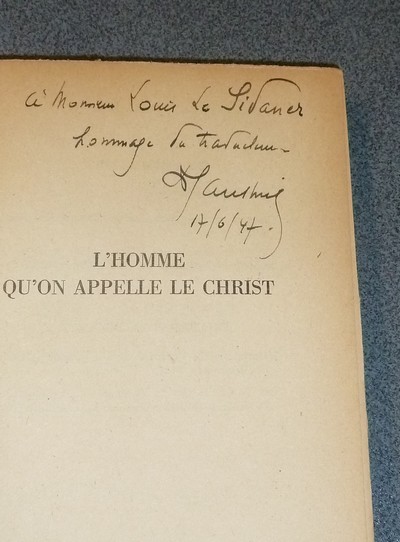 à Monsieur Louis Le Sidaner
hommage du traducteur
17/6/47.
L'HOMME
QU'ON APPELLE LE CHRIST